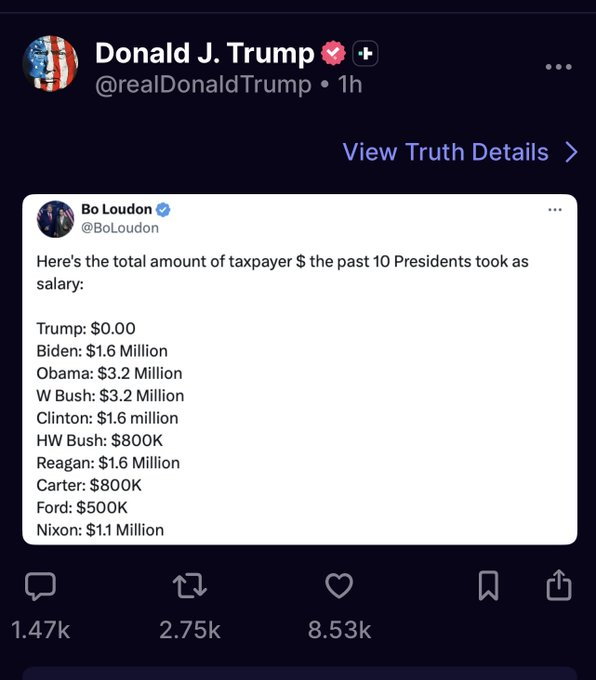 Donald J. Trump
@realDonaldTrump • 1h
View Truth Details
Bo Loudon
@BoLoudon
Here's the total amount of taxpayer $ the past 10 Presidents took as
salary:
Trump: $0.00
Biden: $1.6 Million
Obama: $3.2 Million
W Bush: $3.2 Million
Clinton: $1.6 million
HW Bush: $800K
Reagan: $1.6 Million
Carter: $800K
Ford: $500K
Nixon: $1.1 Million
1.47k 2.75k 8.53k